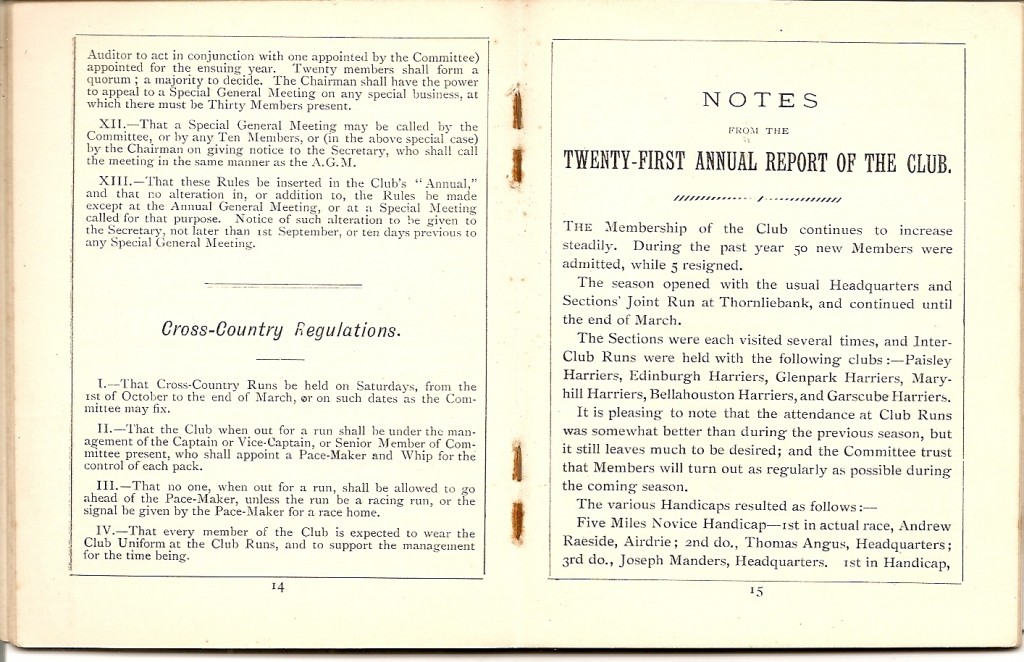 Auditor to act in conjunction with one appointed by the Committee)
appointed for the ensuing year. Twenty members shall form a
quorum ; a majority to decide. The Chairman shall have the power
to appeal to a Special General Meeting on any special business, at
which there must be Thirty Members present.
XII.—That a Special General Meeting may be called by the
Committee, or by any Ten Members, or (in the above special case)
by the Chairman on giving notice to the Secretary, who shall call
the meeting in the same manner as the A.G.M.
XIII.—That these Rules be inserted in the Club's "Annual,"
and that no alteration in, or addition to, the Rules be made
except at the Annual General Meeting, or at a Special Meeting
called for that purpose. Notice of such alteration to be given to
the Secretary, not later than 1st September, or ten days previous to
any Special General Meeting.
Cross-Country Regulations.
I.—That Cross-Country Runs be held on Saturdays, from the
1st of October to the end of March, or on such dates as the Com-
mittee may fix.
II.—That the Club when out for a run shall be under the man-
agement of the Captain or Vice-Captain, or Senior Member of Com-
mittee present, who shall appoint a Pace-Maker and Whip for the
control of each pack.
III.—That no one, when out for a run, shall be allowed to go
ahead of the Pace-Maker, unless the run be a racing run, or the
signal be given by the Pace-Maker for a race home.
IV.—That every member of the Club is expected to wear the
Club Uniform at the Club Runs, and to support the management
for the time being.
14
NOTES
FROM THE
TWENTY-FIRST ANNUAL REPORT OF THE CLUB.
THE Membership of the Club continues to increase
steadily. During the past year 50 new Members were
admitted, while 5 resigned.
The season opened with the usual Headquarters and
Sections' Joint Run at Thornliebank, and continued until
the end of March.
The Sections were each visited several times, and Inter-
Club Runs were held with the following clubs :—Paisley
Harriers, Edinburgh Harriers, Glenpark Harriers, Mary-
hill Harriers, Bellahouston Harriers, and Garscube Harriers.
It is pleasing to note that the attendance at Club Runs
was somewhat better than during the previous season, but
it still leaves much to be desired; and the Committee trust
that Members will turn out as regularly as possible during
the coming season.
The various Handicaps resulted as follows:—
Five Miles Novice Handicap—1st in actual race, Andrew
Raeside, Airdrie ; 2nd do., Thomas Angus, Headquarters ;
3rd do., Joseph Manders, Headquarters. 1st in Handicap,
15